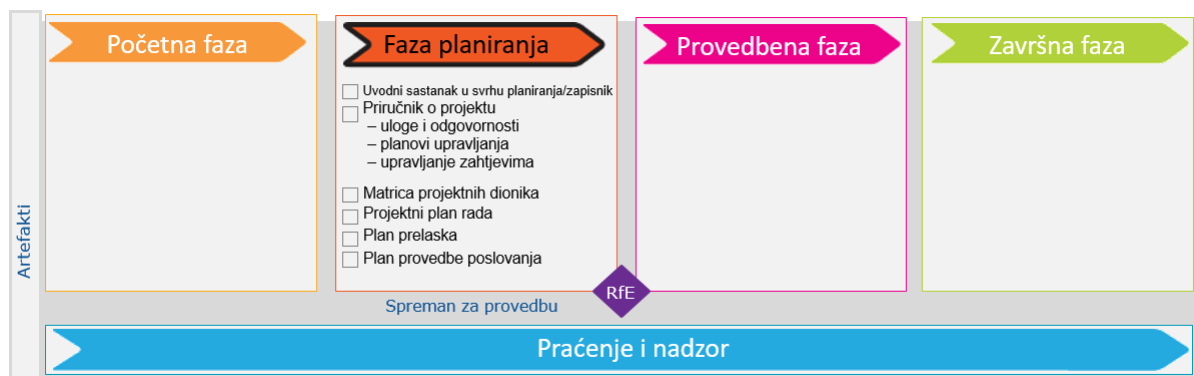 Početna faza
Faza planiranja
Provedbena faza
Završna faza
Uvodni sastanak u svrhu planiranja/zapisnik
Priručnik o projektu
– uloge i odgovornosti
– planovi upravljanja
– upravljanje zahtjevima
Matrica projektnih dionika
Projektni plan rada
Plan prelaska
Plan provedbe poslovanja
Artefakti
RfE
Spreman za provedbu
Praćenje i nadzor